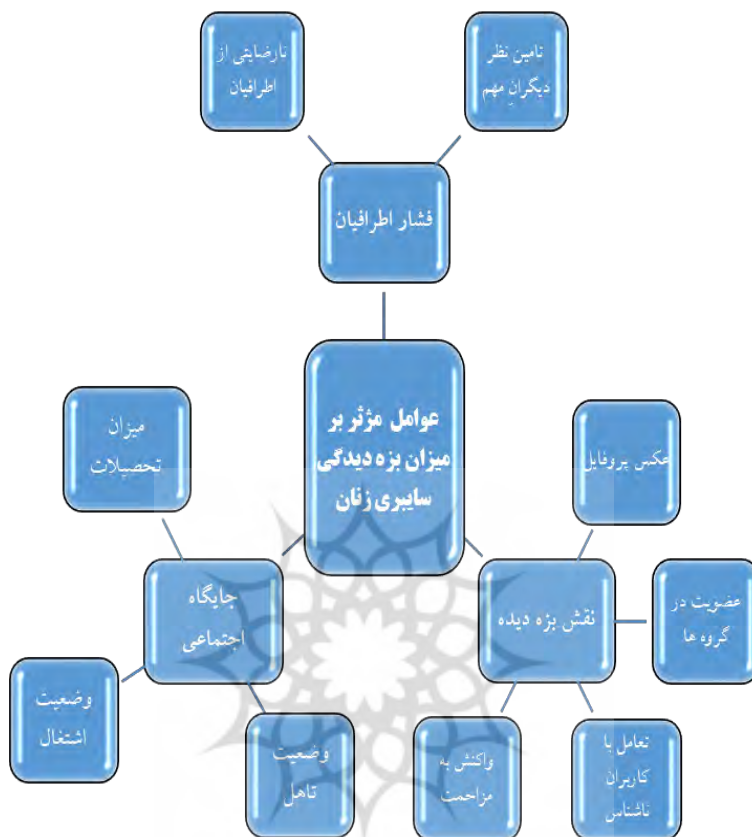 تامین نظر
دیگرانِ مهم
نارضایتی از
اطرافیان
فشار اطرافیان
عوامل مؤثر بر
میزان بزه دیدگی
سایبری زنان
عکس پروفایل
میزان
تحصیلات
عضویت در
گروه ها
نقش بزه دیده
جایگاه
اجتماعی
وضعیت
اشتغال
تعامل با
کاربران
ناشناس
واکنش به
مزاحمت
وضعیت
تاهل